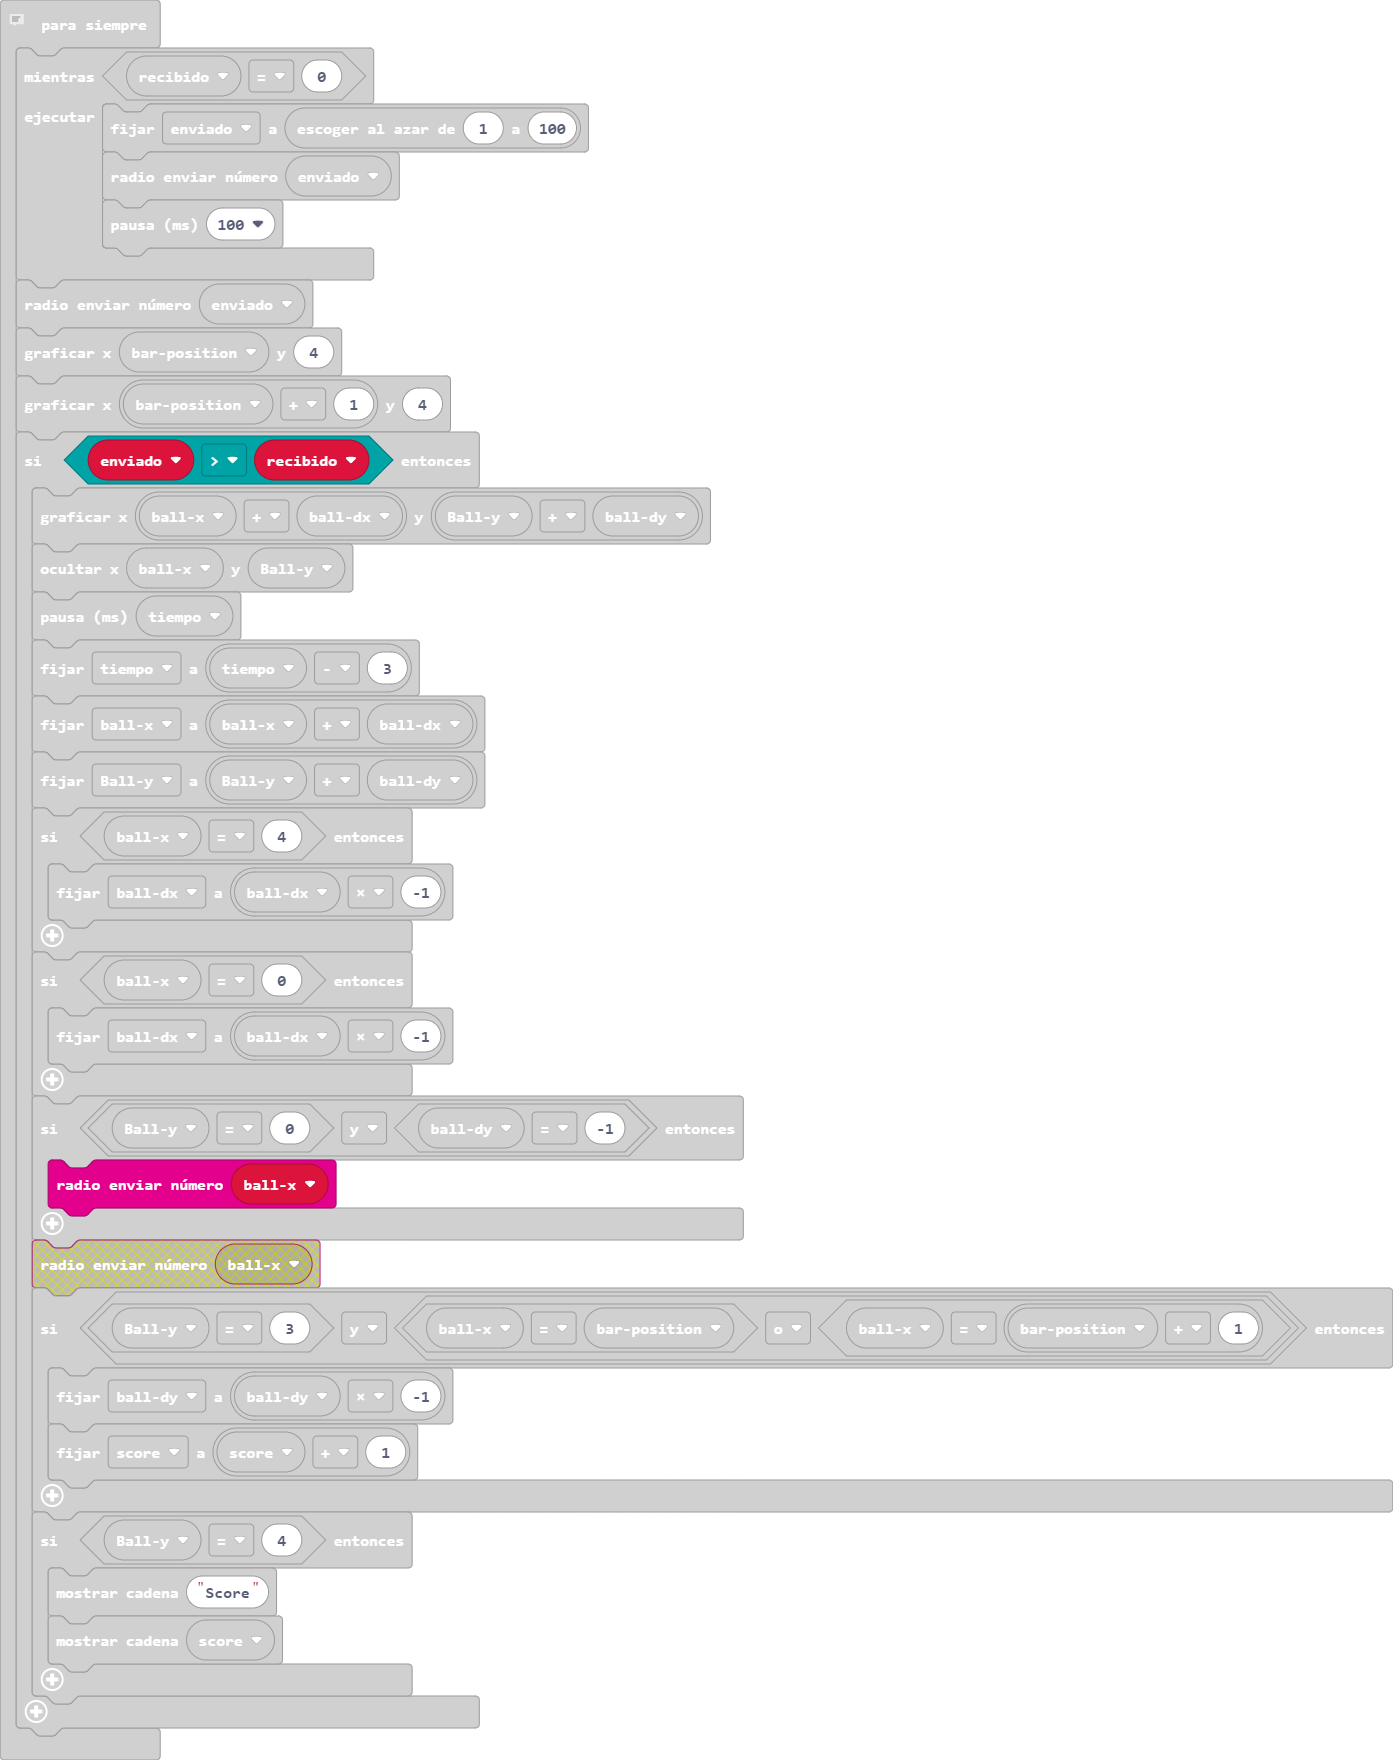 para siempre
mientras recibido = 0
ejecutar fijar enviado a escoger al azar de 1 a 100
radio enviar número enviado
pausa (ms) 100
radio enviar número enviado
graficar x bar-position y 4
graficar x bar-position + 1 y 4
si enviado > recibido entonces
graficar x ball-x + ball-dx y Ball-y + ball-dy
ocultar x ball-x y Ball-y
pausa (ms) tiempo
fijar tiempo a tiempo - 3
fijar ball-x a ball-x + ball-dx
fijar Ball-y a Ball-y + ball-dy
si ball-x = 4 entonces
fijar ball-dx a ball-dx × -1
si ball-x = 0 entonces
fijar ball-dx a ball-dx × -1
si Ball-y = 0 y ball-dy = -1 entonces
radio enviar número ball-x
radio enviar número ball-x
si Ball-y = 3 y ball-x = bar-position o ball-x = bar-position + 1 entonces
fijar ball-dy a ball-dy × -1
fijar score a score + 1
si Ball-y = 4 entonces
mostrar cadena "Score"
mostrar cadena score